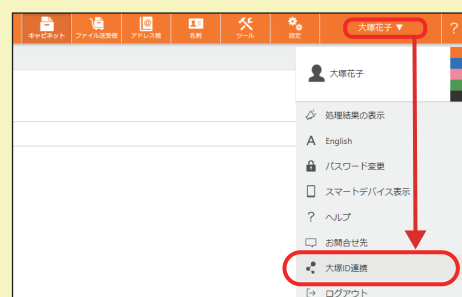 キャビネット ファイル送受信 アドレス帳 名刺 ツール 設定 大塚花子 ▼ ?
大塚花子
処理結果の表示
A English
パスワード変更
スマートデバイス表示
? ヘルプ
お問合せ先
大塚ID連携
ログアウト